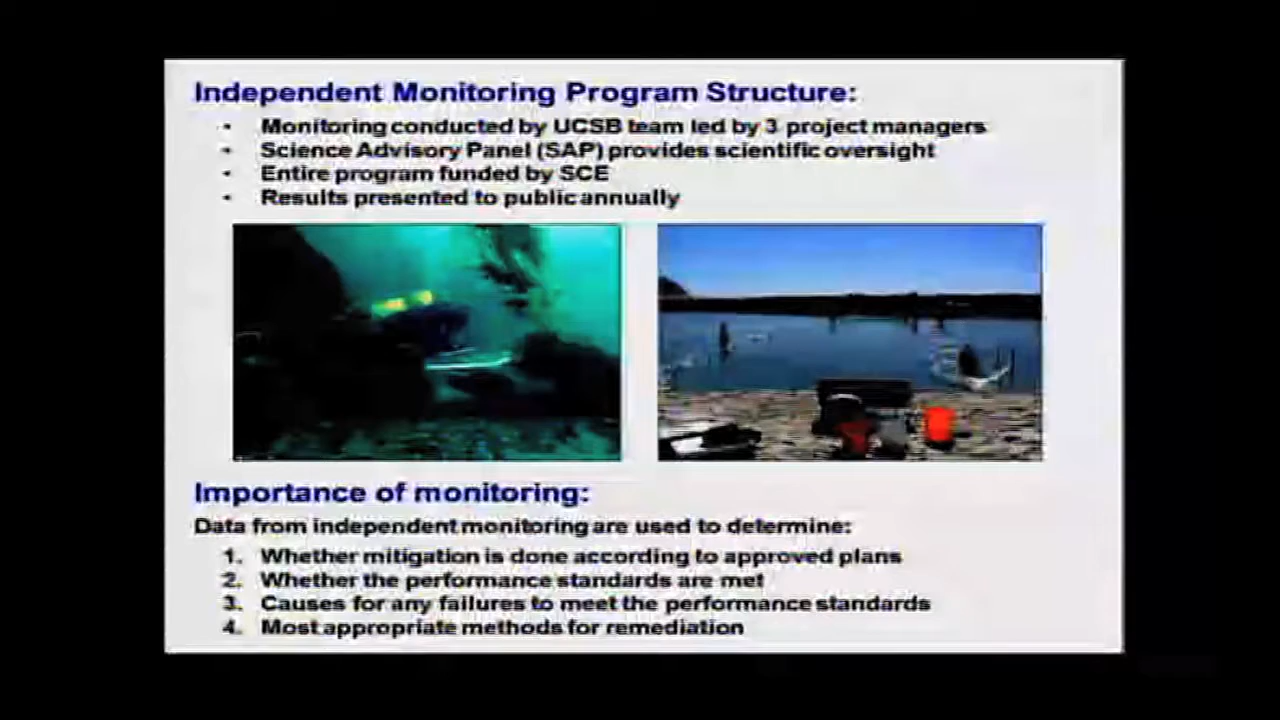 Independent Monitoring Program Structure:
• Monitoring conducted by UCSB team led by 3 project managers
• Science Advisory Panel (SAP) provides scientific oversight
• Entire program funded by SCE
• Results presented to public annually
Importance of monitoring:
Data from independent monitoring are used to determine:
1. Whether mitigation is done according to approved plans
2. Whether the performance standards are met
3. Causes for any failures to meet the performance standards
4. Most appropriate methods for remediation